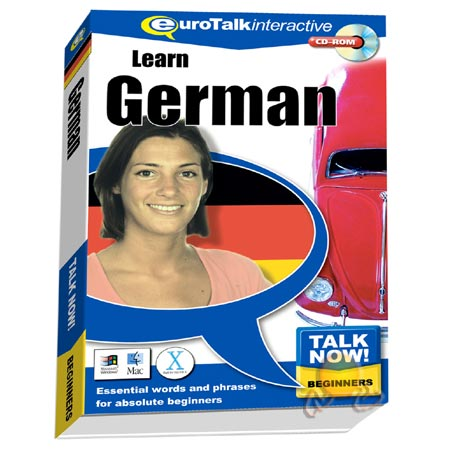 euroTalkinteractive
CD-ROM
Learn
German
German
TALK NOW!
BEGINNERS
Microsoft
Windows
Mac
X
TALK
NOW!
BEGINNERS
Essential words and phrases
for absolute beginners